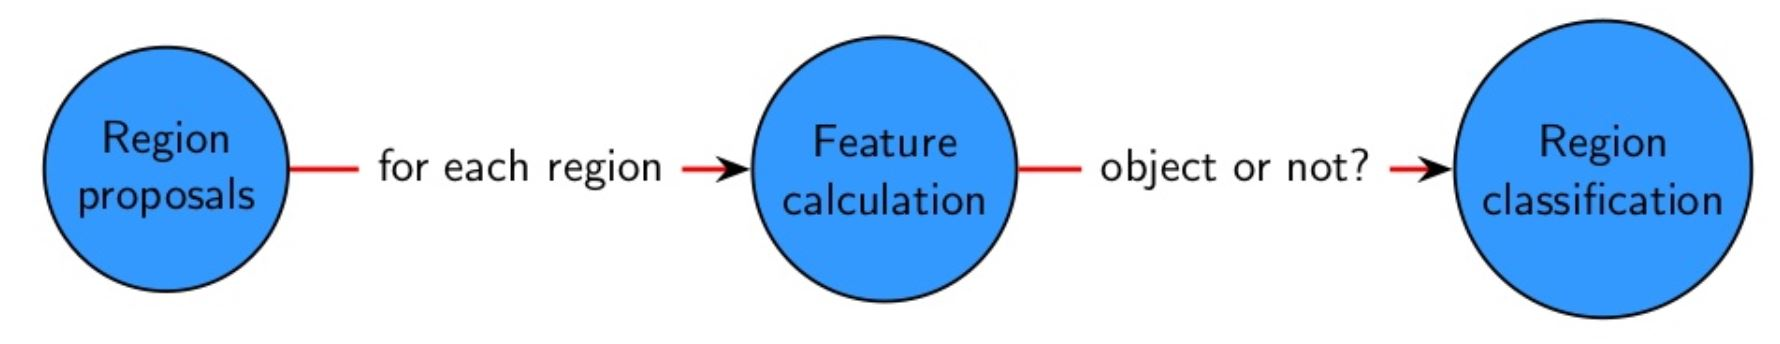 Region
proposals
for each region
Feature
calculation
object or not?
Region
classification